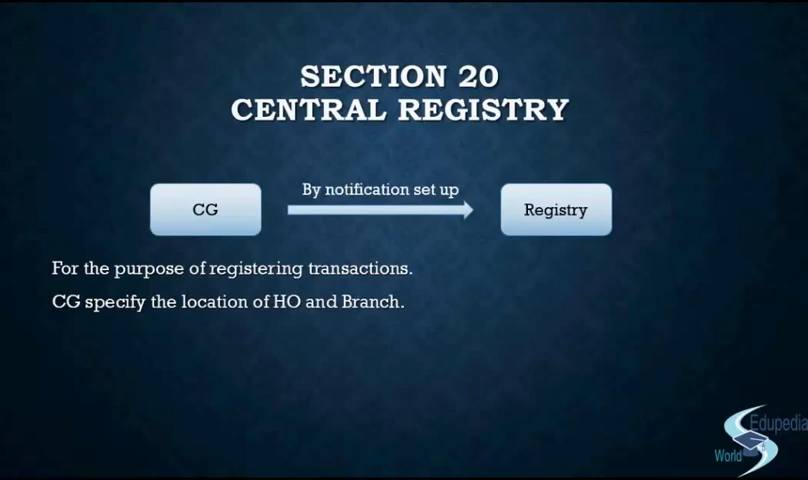 SECTION 20
CENTRAL REGISTRY
By notification set up
CG
Registry
For the purpose of registering transactions.
CG specify the location of HO and Branch.
Edupedia
World